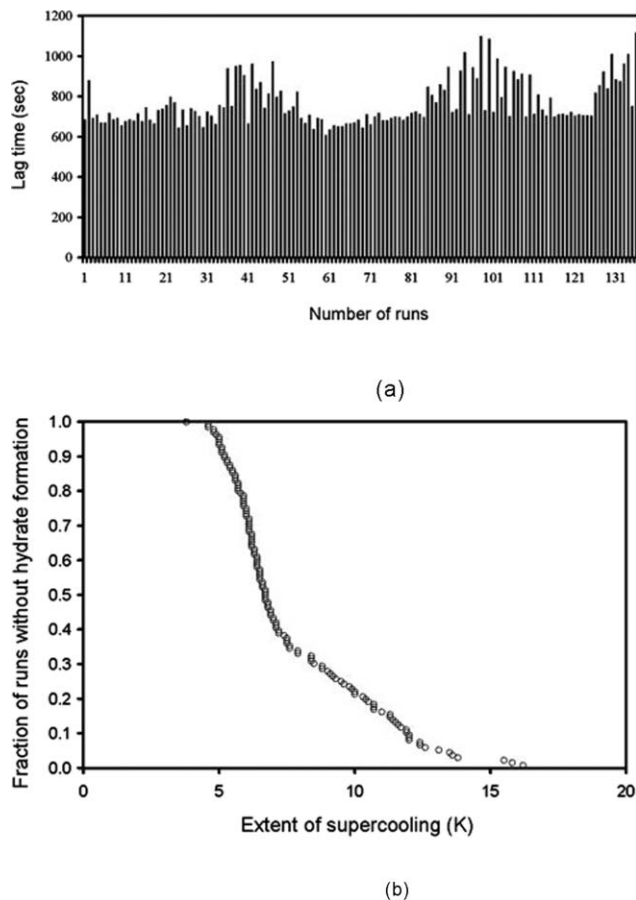 1200
1000
800
600
400
200
0
Lag time (sec)
1 11 21 31 41 51 61 71 81 91 101 111 121 131
Number of runs
(a)
1.0
0.9
0.8
0.7
0.6
0.5
0.4
0.3
0.2
0.1
0.0
Fraction of runs without hydrate formation
0 5 10 15 20
Extent of supercooling (K)
(b)